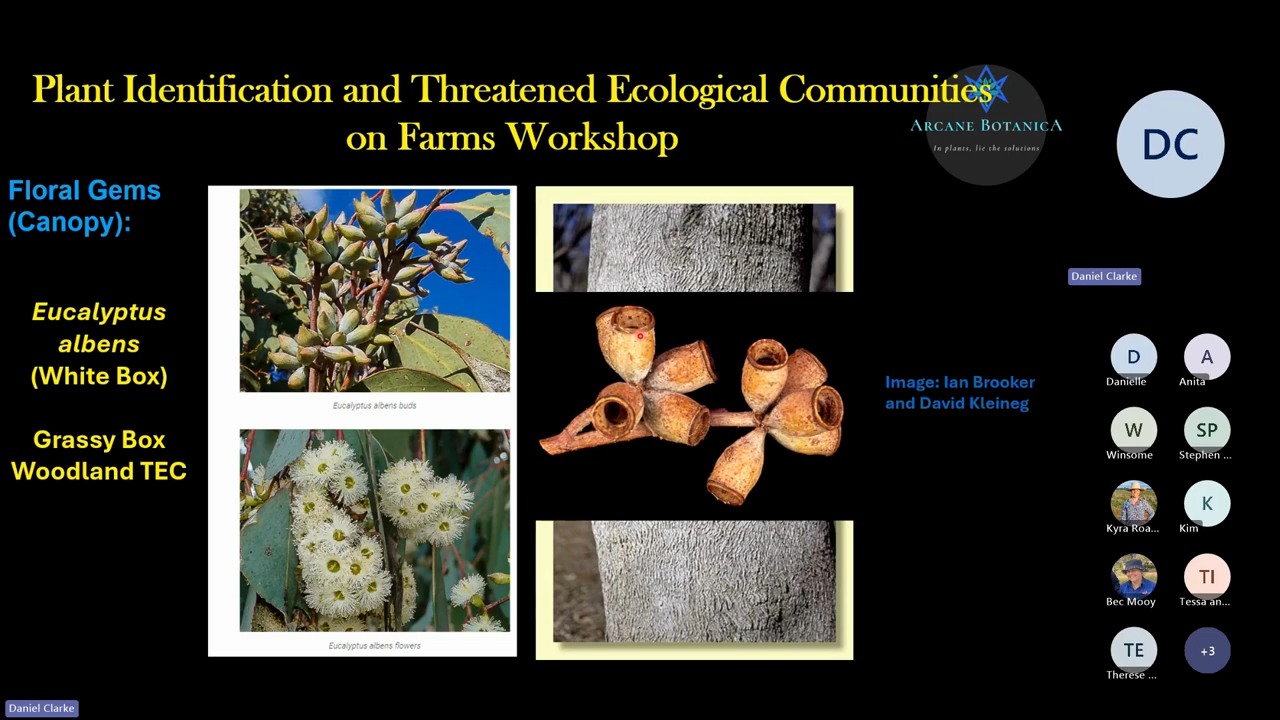 Plant Identification and Threatened Ecological Communities
on Farms Workshop
ARCANE BOTANICA
In plants, lie the solutions
DC
Floral Gems
(Canopy):
Eucalyptus
albens
(White Box)
Grassy Box
Woodland TEC
Eucalyptus albens buds
Eucalyptus albens flowers
Image: Ian Brooker
and David Kleineg
Daniel Clarke
D
Danielle
A
Anita
W
Winsome
SP
Stephen ...
Kyra Roa...
K
Kim
Bec Mooy
TI
Tessa an...
TE
Therese ...
+3
Daniel Clarke